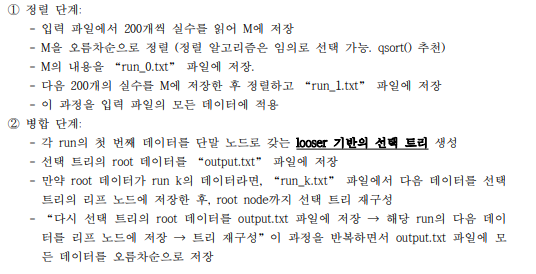 ① 정렬 단계:
- 입력 파일에서 200개씩 실수를 읽어 M에 저장
- M을 오름차순으로 정렬 (정렬 알고리즘은 임의로 선택 가능. qsort() 추천)
- M의 내용을 “run_0.txt” 파일에 저장.
- 다음 200개의 실수를 M에 저장한 후 정렬하고 “run_1.txt” 파일에 저장
- 이 과정을 입력 파일의 모든 데이터에 적용
② 병합 단계:
- 각 run의 첫 번째 데이터를 단말 노드로 갖는 looser 기반의 선택 트리 생성
- 선택 트리의 root 데이터를 “output.txt” 파일에 저장
- 만약 root 데이터가 run k의 데이터라면, “run_k.txt” 파일에서 다음 데이터를 선택
트리의 리프 노드에 저장한 후, root node까지 선택 트리 재구성
- “다시 선택 트리의 root 데이터를 output.txt 파일에 저장 → 해당 run의 다음 데이
터를 리프 노드에 저장 → 트리 재구성” 이 과정을 반복하면서 output.txt 파일에 모
든 데이터를 오름차순으로 저장